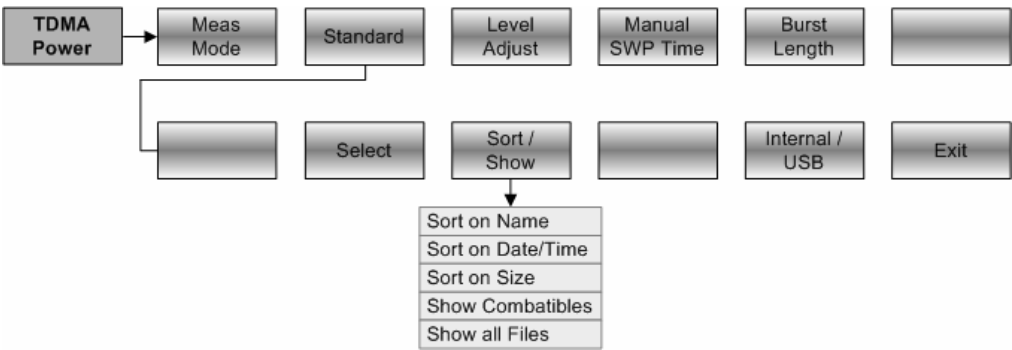 TDMA
Power
Meas
Mode
Standard
Level
Adjust
Manual
SWP Time
Burst
Length
Select
Sort /
Show
Internal /
USB
Exit
Sort on Name
Sort on Date/Time
Sort on Size
Show Combatibles
Show all Files